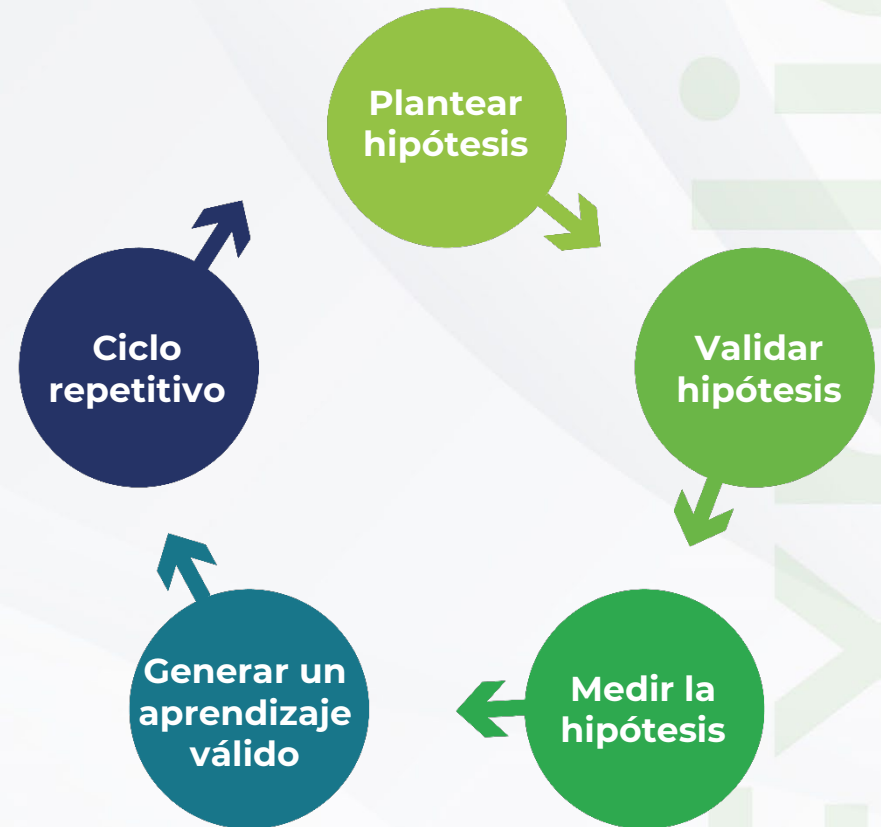 Plantear
hipótesis
Validar
hipótesis
Medir la
hipótesis
Generar un
aprendizaje
válido
Ciclo
repetitivo